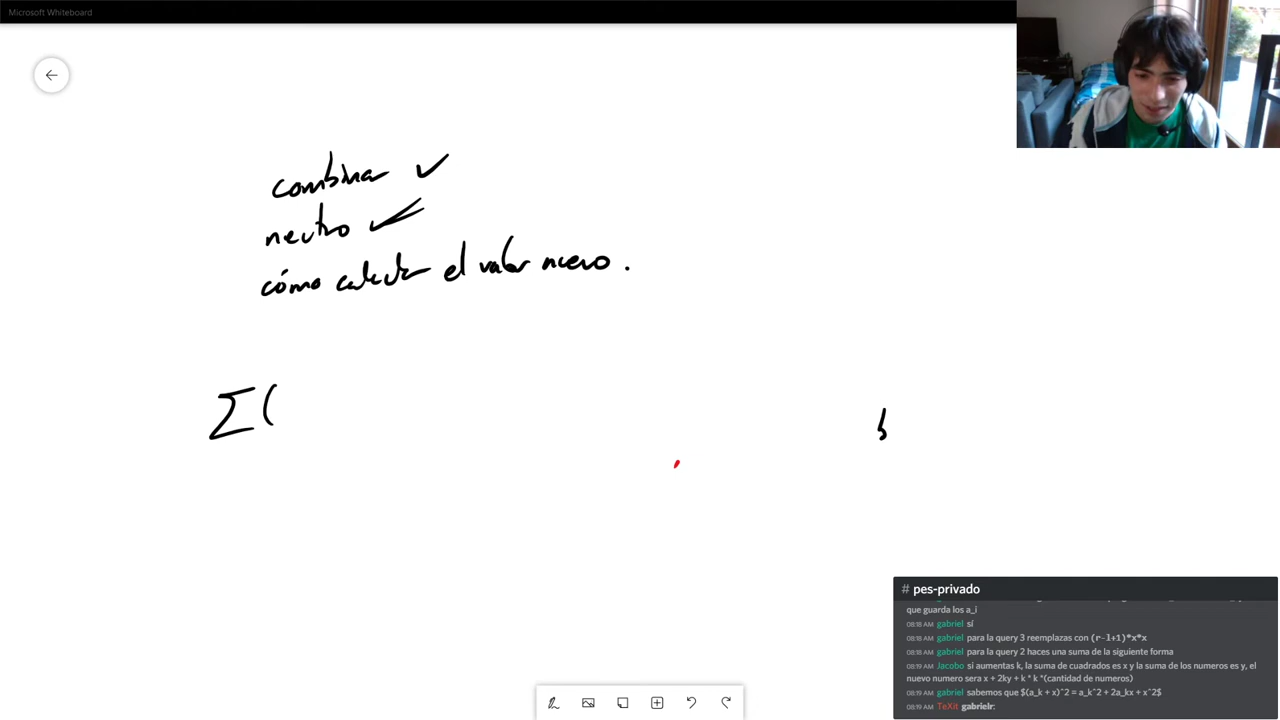 Microsoft Whiteboard
combinar ✓
neutro ✓
cómo calcular el valor nuevo.
Σ(
# pes-privado
que guarda los a_i
08:18 AM gabriel sí
08:18 AM gabriel para la query 3 reemplazas con (r-l+1)*x*x
08:18 AM gabriel para la query 2 haces una suma de la siguiente forma
08:19 AM Jacobo si aumentas k, la suma de cuadrados es x y la suma de los numeros es y, el
nuevo numero sera x + 2ky + k * k *(cantidad de numeros)
08:19 AM gabriel sabemos que $(a_k + x)^2 = a_k^2 + 2a_kx + x^2$
08:19 AM TeXit gabrielr: